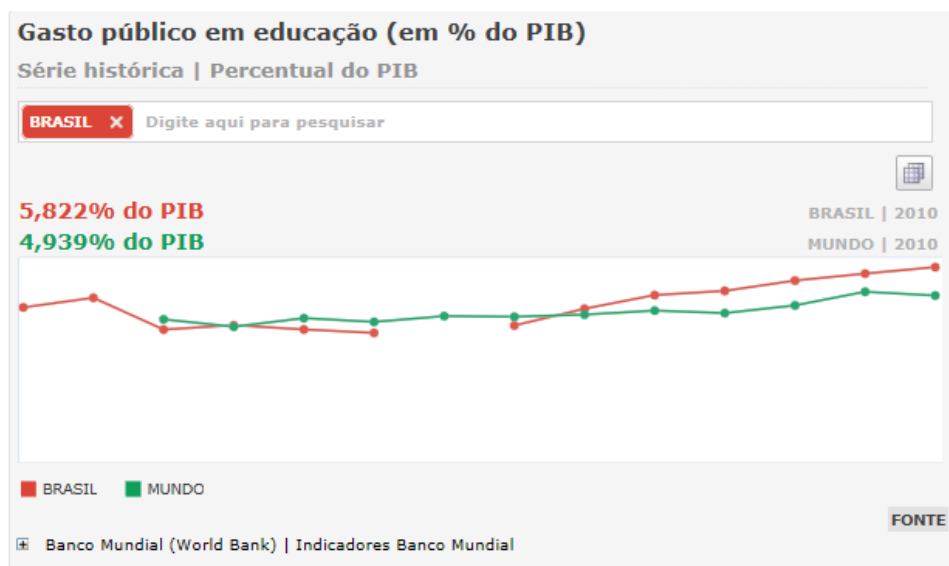 Gasto público em educação (em % do PIB)
Série histórica | Percentual do PIB
BRASIL × Digite aqui para pesquisar
5,822% do PIB
BRASIL | 2010
4,939% do PIB
MUNDO | 2010
BRASIL MUNDO
FONTE
Banco Mundial (World Bank) | Indicadores Banco Mundial